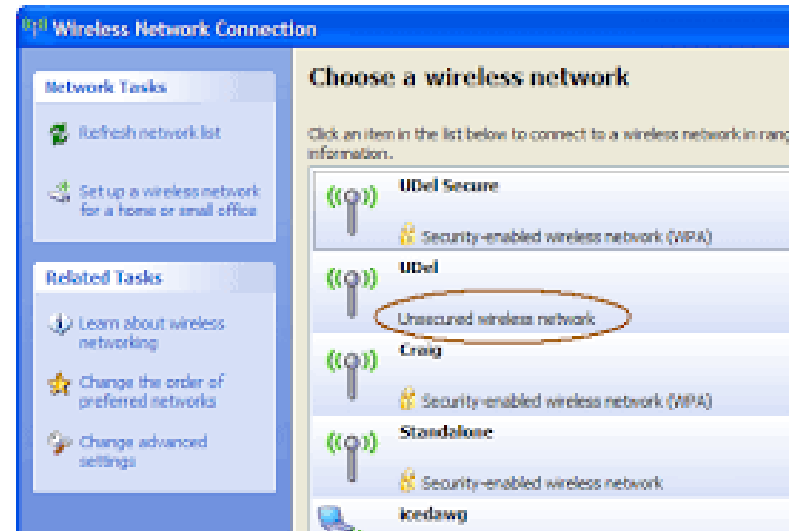 Wireless Network Connection
Network Tasks
Refresh network list
Set up a wireless network
for a home or small office
Related Tasks
Learn about wireless
networking
Change the order of
preferred networks
Change advanced
settings
Choose a wireless network
Click an item in the list below to connect to a wireless network in rang
information.
UDel Secure
Security-enabled wireless network (WPA)
UDel
Unsecured wireless network
Craig
Security-enabled wireless network (WPA)
Standalone
Security-enabled wireless network
icedawg